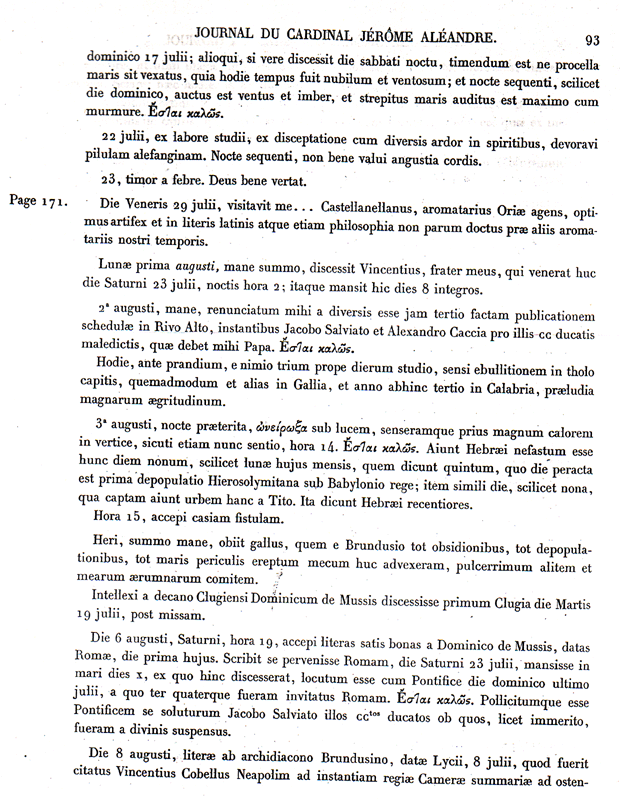 JOURNAL DU CARDINAL JÉRÔME ALÉANDRE. 93
dominico 17 julii; alioqui, si vere discessit die sabbati noctu, timendum est ne procella
maris sit vexatus, quia hodie tempus fuit nubilum et ventosum; et nocte sequenti, scilicet
die dominico, auctus est ventus et imber, et strepitus maris auditus est maximo cum
murmure. Ἔσται καλῶς.
22 julii, ex labore studii, ex disceptatione cum diversis ardor in spiritibus, devoravi
pilulam alefanginam. Nocte sequenti, non bene valui angustia cordis.
23, timor a febre. Deus bene vertat.
Page 171. Die Veneris 29 julii, visitavit me... Castellanellanus, aromatarius Oriæ agens, opti-
mus artifex et in literis latinis atque etiam philosophia non parum doctus præ aliis aroma-
tariis nostri temporis.
Lunæ prima augusti, mane summo, discessit Vincentius, frater meus, qui venerat huc
die Saturni 23 julii, noctis hora 2; itaque mansit hic dies 8 integros.
2ª augusti, mane, renunciatum mihi a diversis esse jam tertio factam publicationem
schedulæ in Rivo Alto, instantibus Jacobo Salviato et Alexandro Caccia pro illis cc ducatis
maledictis, quæ debet mihi Papa. Ἔσται καλῶς.
Hodie, ante prandium, e nimio trium prope dierum studio, sensi ebullitionem in tholo
capitis, quemadmodum et alias in Gallia, et anno abhinc tertio in Calabria, præludia
magnarum ægritudinum.
3ª augusti, nocte præterita, ὠνείρωξα sub lucem, senseramque prius magnum calorem
in vertice, sicuti etiam nunc sentio, hora 14. Ἔσται καλῶς. Aiunt Hebræi nefastum esse
hunc diem nonum, scilicet lunæ hujus mensis, quem dicunt quintum, quo die peracta
est prima depopulatio Hierosolymitana sub Babylonio rege; item simili die, scilicet nona,
qua captam aiunt urbem hanc a Tito. Ita dicunt Hebræi recentiores.
Hora 15, accepi casiam fistulam.
Heri, summo mane, obiit gallus, quem e Brundusio tot obsidionibus, tot depopula-
tionibus, tot maris periculis ereptum mecum huc advexeram, pulcerrimum alitem et
mearum ærumnarum comitem.
Intellexi a decano Clugiensi Dominicum de Mussis discessisse primum Clugia die Martis
19 julii, post missam.
Die 6 augusti, Saturni, hora 19, accepi literas satis bonas a Dominico de Mussis, datas
Romæ, die prima hujus. Scribit se pervenisse Romam, die Saturni 23 julii, mansisse in
mari dies x, ex quo hinc discesserat, locutum esse cum Pontifice die dominico ultimo
julii, a quo ter quaterque fueram invitatus Romam. Ἔσται καλῶς. Pollicitumque esse
Pontificem se soluturum Jacobo Salviato illos ccᵗᵒˢ ducatos ob quos, licet immerito,
fueram a divinis suspensus.
Die 8 augusti, literæ ab archidiacono Brundusino, datæ Lycii, 8 julii, quod fuerit
citatus Vincentius Cobellus Neapolim ad instantiam regiæ Cameræ summariæ ad osten-